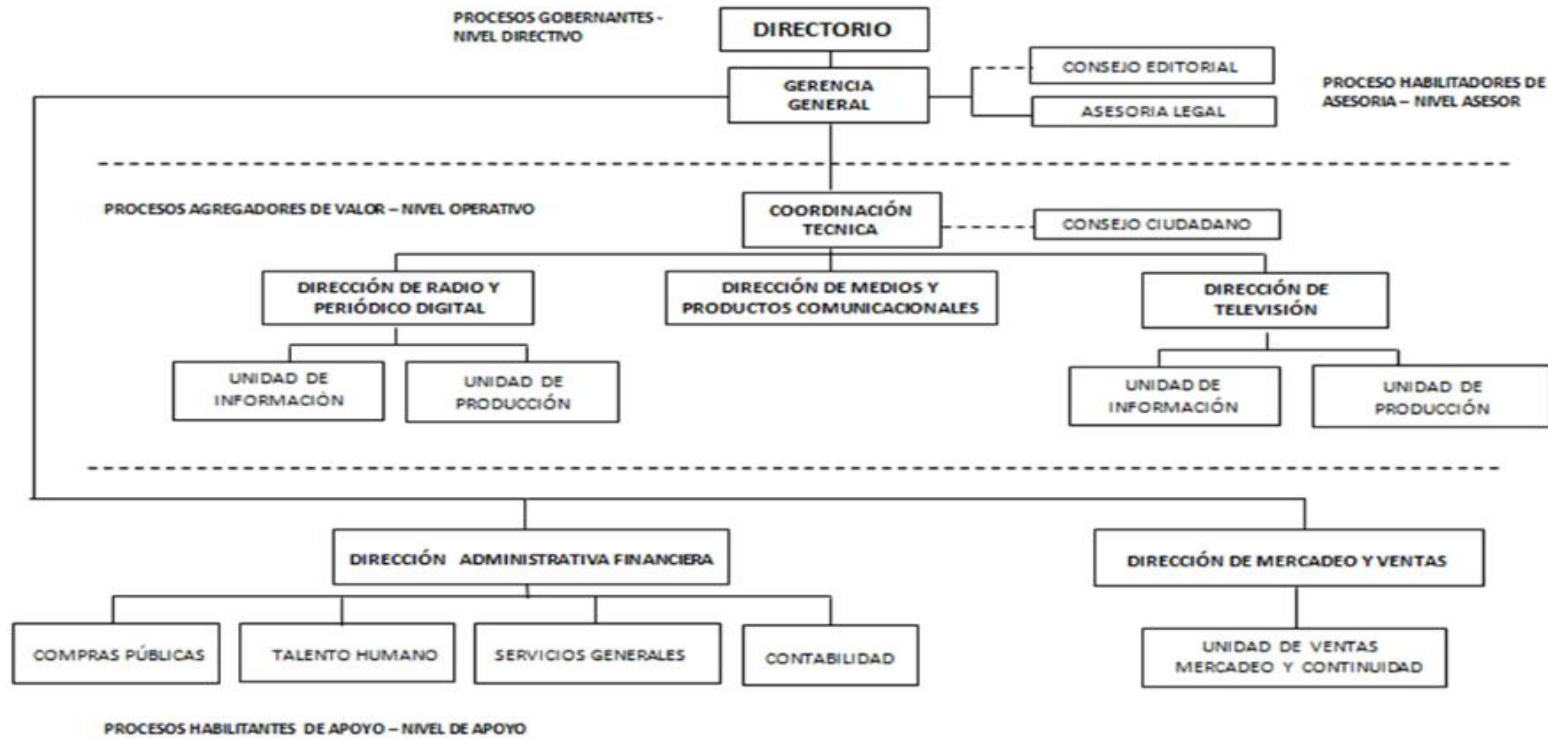 PROCESOS GOBERNANTES -
NIVEL DIRECTIVO
DIRECTORIO
GERENCIA
GENERAL
CONSEJO EDITORIAL
ASESORIA LEGAL
PROCESO HABILITADORES DE
ASESORIA – NIVEL ASESOR
PROCESOS AGREGADORES DE VALOR – NIVEL OPERATIVO
COORDINACIÓN
TECNICA
CONSEJO CIUDADANO
DIRECCIÓN DE RADIO Y
PERIÓDICO DIGITAL
DIRECCIÓN DE MEDIOS Y
PRODUCTOS COMUNICACIONALES
DIRECCIÓN DE
TELEVISIÓN
UNIDAD DE
INFORMACIÓN
UNIDAD DE
PRODUCCIÓN
UNIDAD DE
INFORMACIÓN
UNIDAD DE
PRODUCCIÓN
DIRECCIÓN ADMINISTRATIVA FINANCIERA
DIRECCIÓN DE MERCADEO Y VENTAS
COMPRAS PÚBLICAS
TALENTO HUMANO
SERVICIOS GENERALES
CONTABILIDAD
UNIDAD DE VENTAS
MERCADEO Y CONTINUIDAD
PROCESOS HABILITANTES DE APOYO – NIVEL DE APOYO